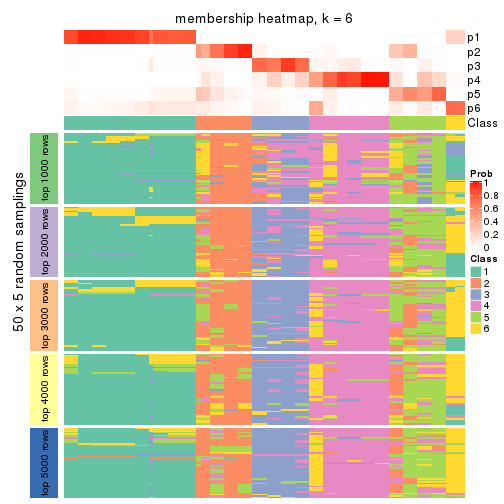 membership heatmap, k = 6
p1
p2
p3
p4
p5
p6
Class
50 x 5 random samplings
top 1000 rows
top 2000 rows
top 3000 rows
top 4000 rows
top 5000 rows
Prob
1
0.8
0.6
0.4
0.2
0
Class
1
2
3
4
5
6